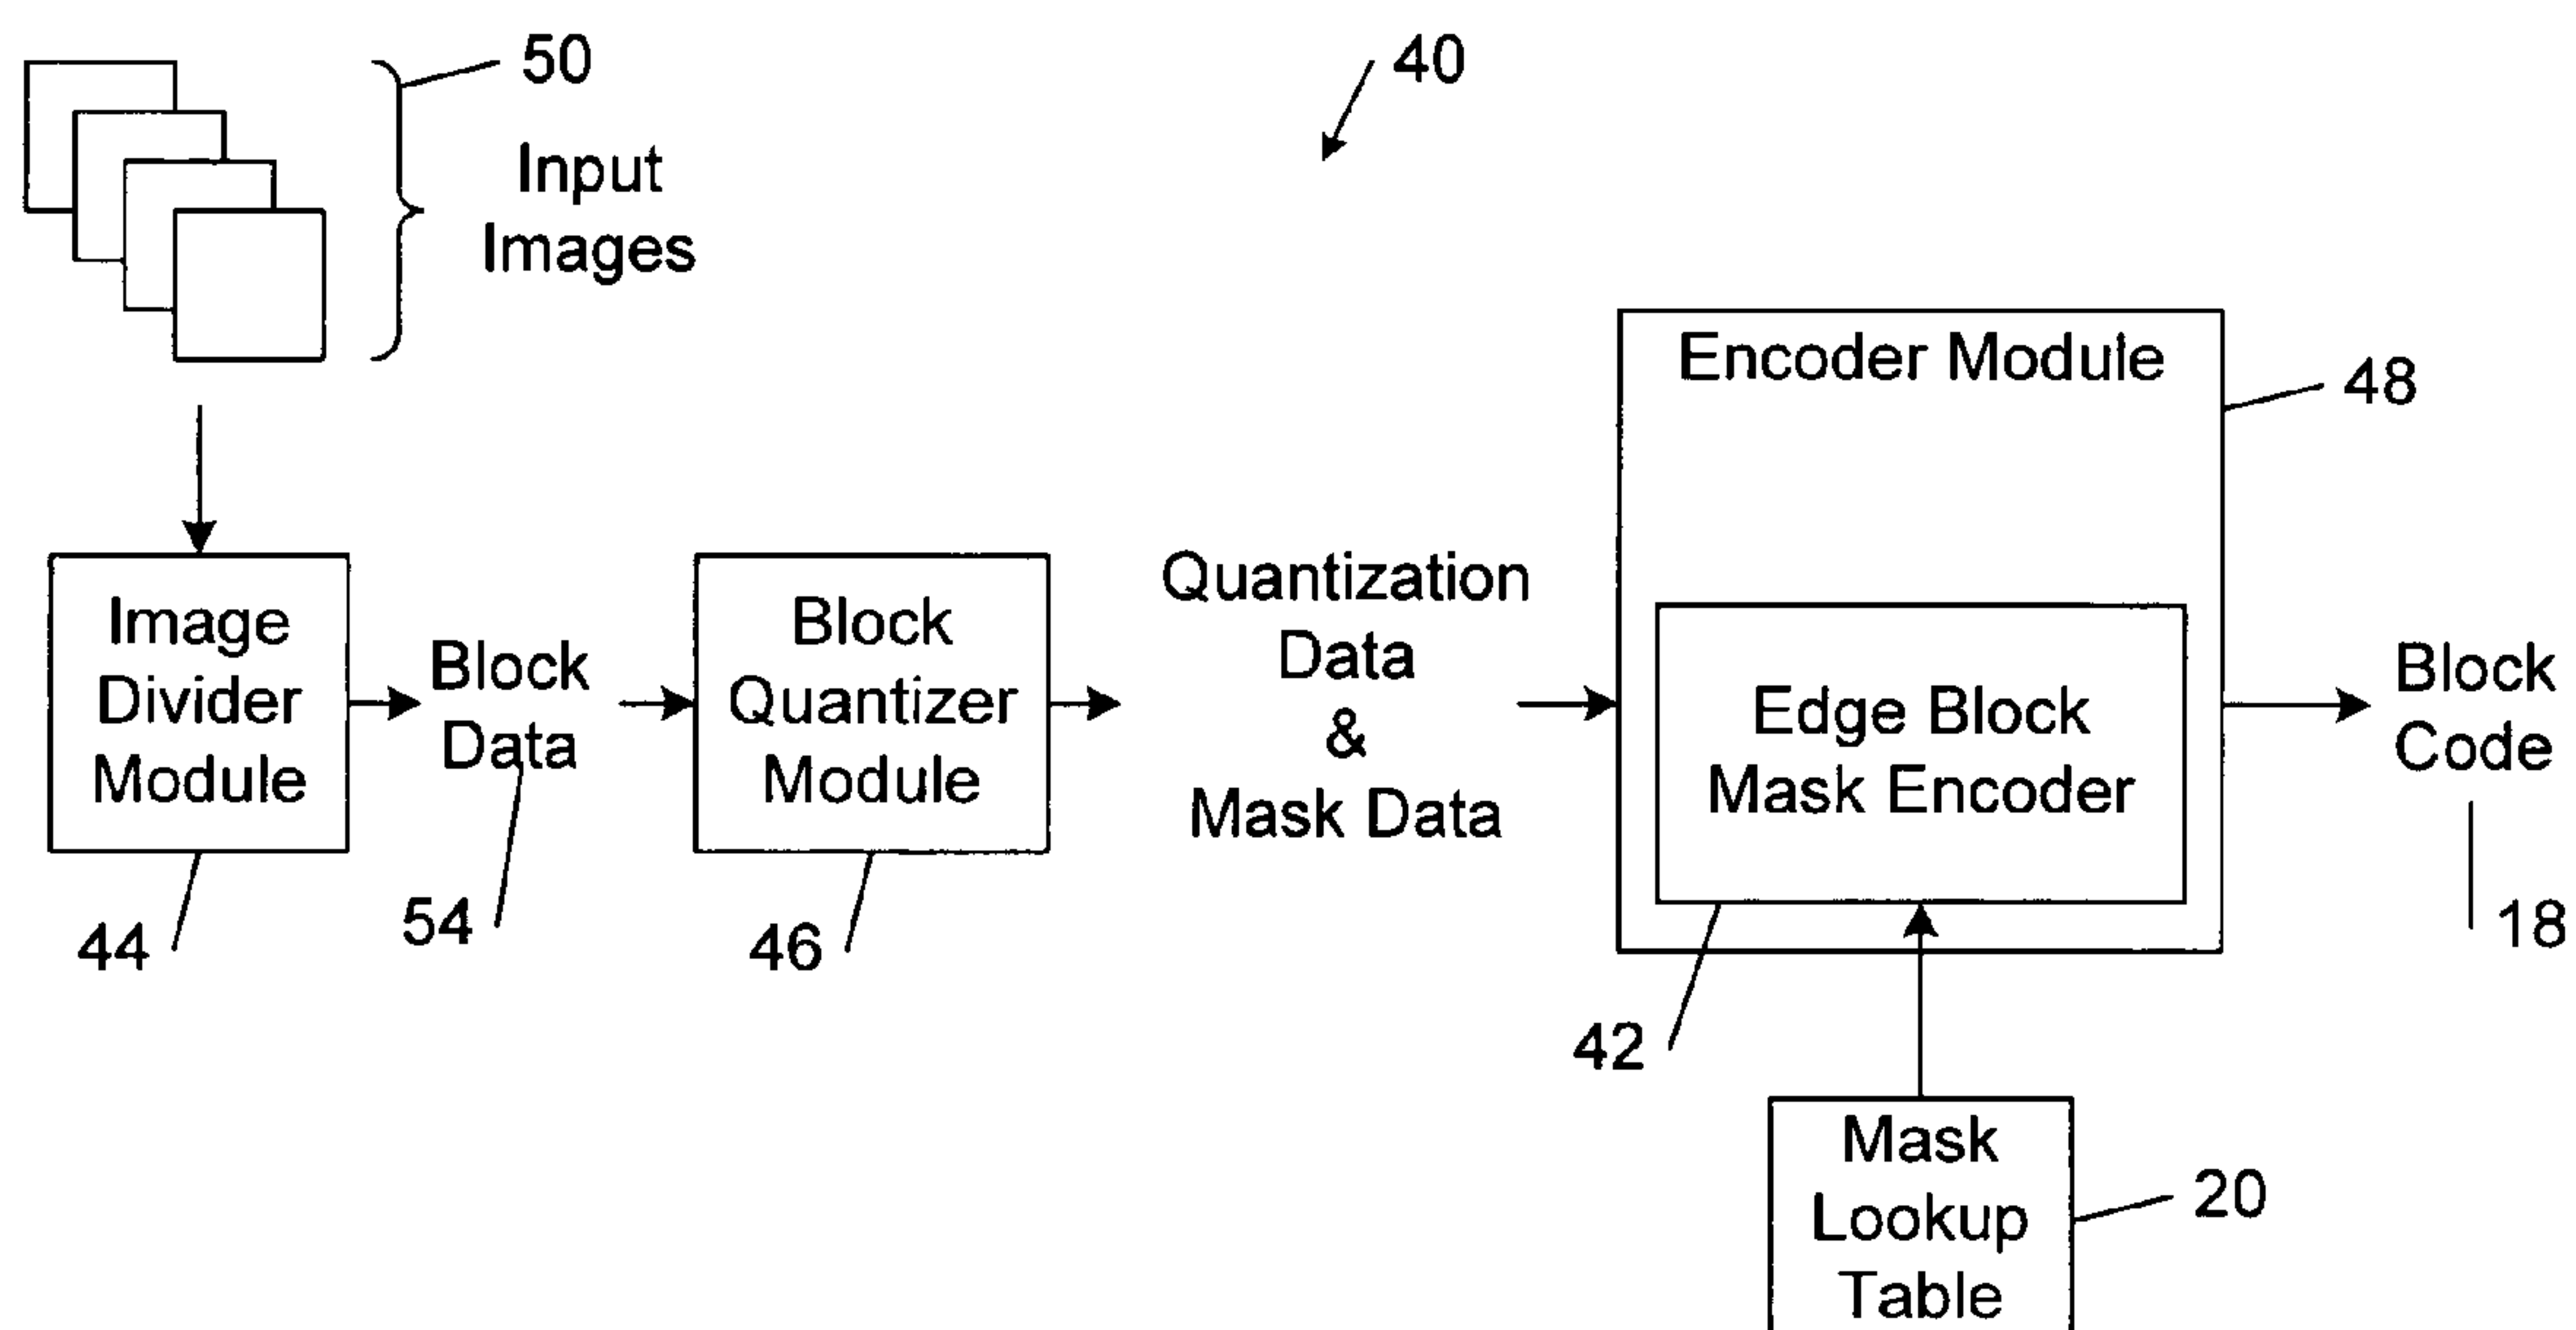 50
Input
Images
40
Encoder Module
48
Image
Divider
Module
44
Block
Data
54
Block
Quantizer
Module
46
Quantization
Data
&
Mask Data
Edge Block
Mask Encoder
42
Block
Code
18
Mask
Lookup
Table
20